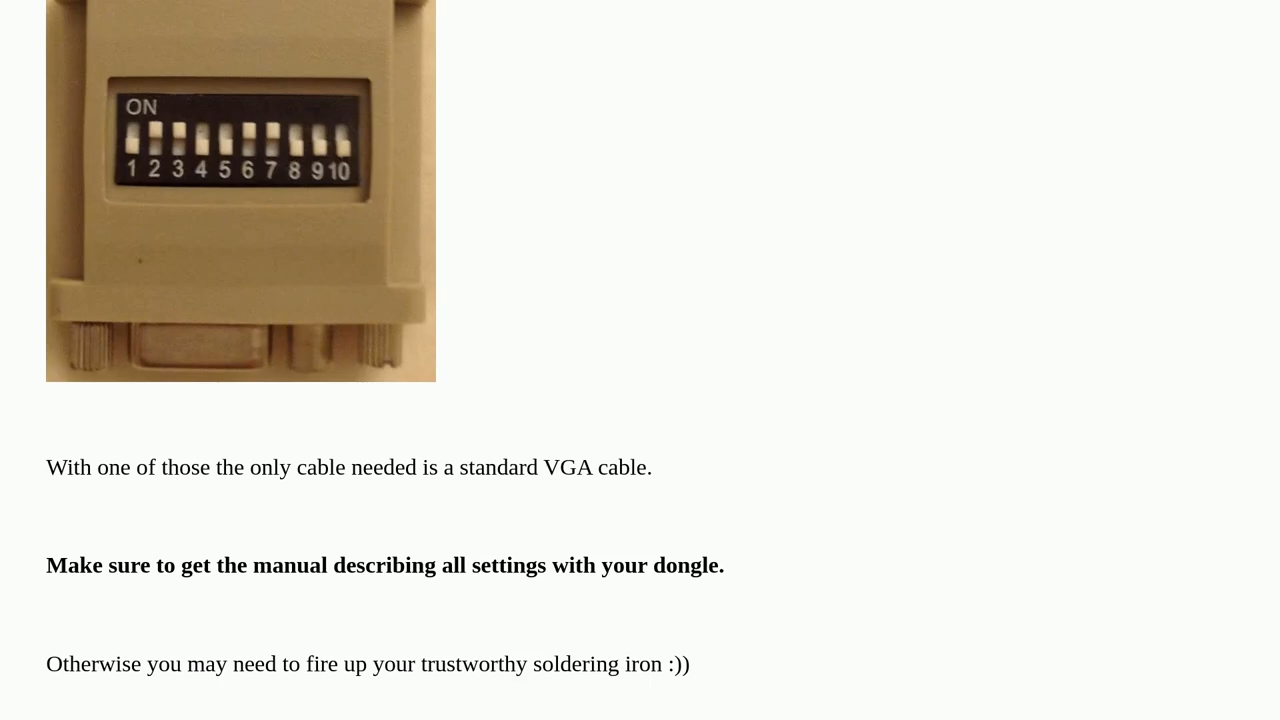 ON
1 2 3 4 5 6 7 8 9 10
With one of those the only cable needed is a standard VGA cable.
Make sure to get the manual describing all settings with your dongle.
Otherwise you may need to fire up your trustworthy soldering iron :))